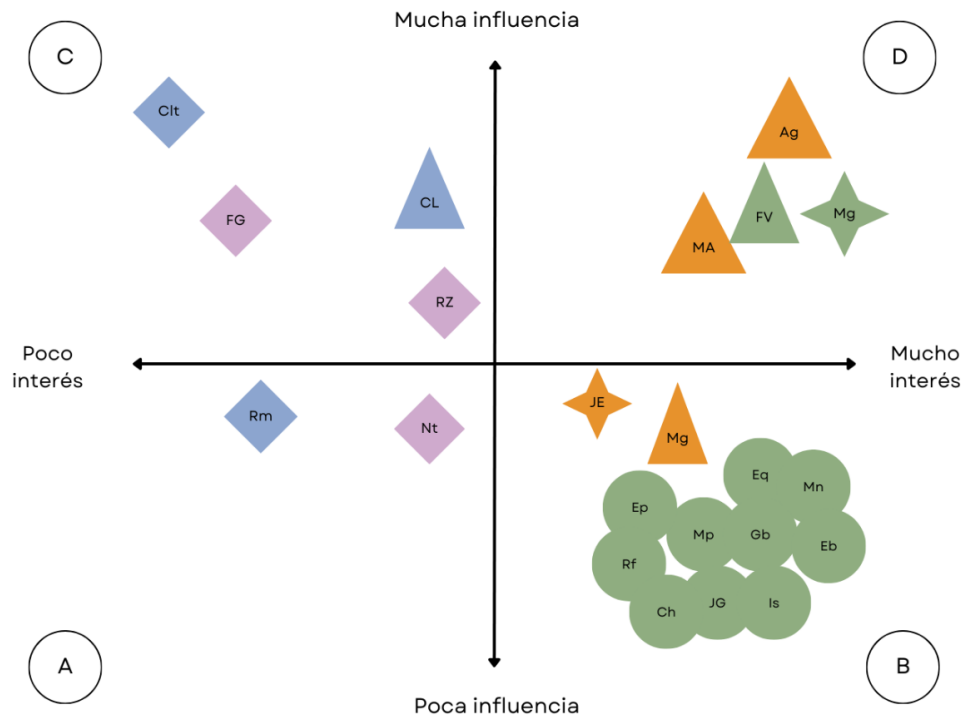 Mucha influencia
C
D
Clt
Ag
CL
FG
FV
Mg
MA
RZ
Poco
interés
Mucho
interés
JE
Rm
Nt
Mg
Eq
Mn
Ep
Mp
Gb
Eb
Rf
Ch
JG
Is
A
B
Poca influencia